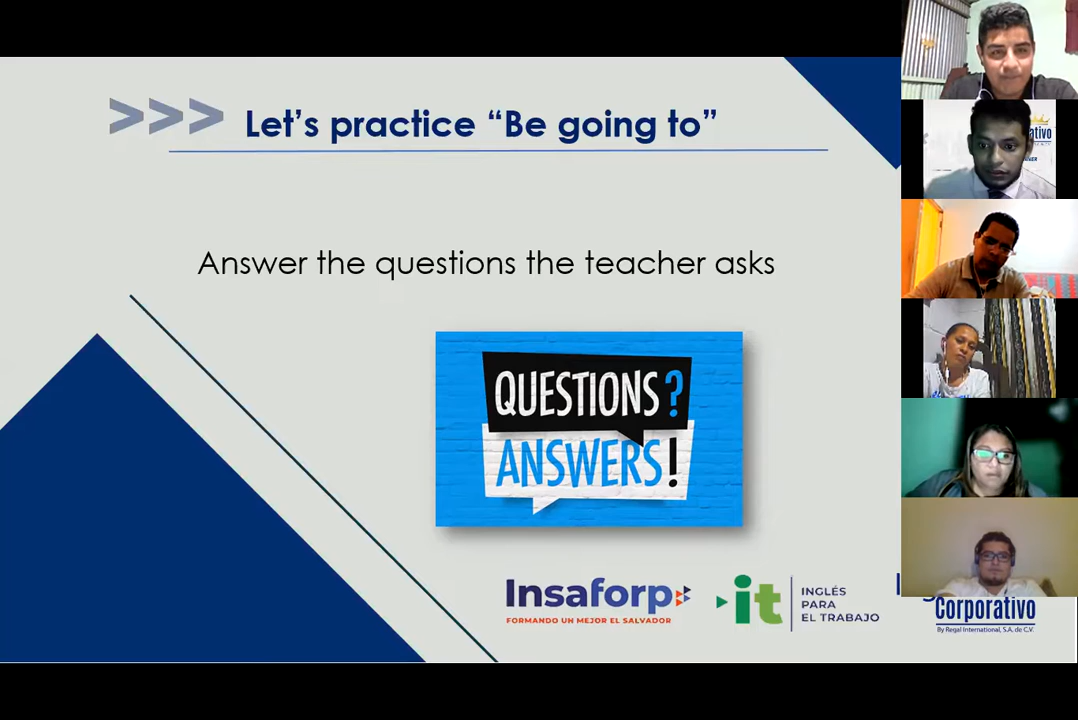 >>> Let's practice “Be going to”
Answer the questions the teacher asks
QUESTIONS?
ANSWERS!
Insaforp
FORMANDO UN MEJOR EL SALVADOR
it
INGLÉS
PARA
EL TRABAJO
Corporativo
By Regal International, S.A. de C.V.